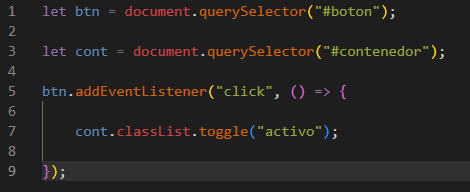 1 let btn = document.querySelector("#boton");
2
3 let cont = document.querySelector("#contenedor");
4
5 btn.addEventListener("click", () => {
6
7     cont.classList.toggle("activo");
8
9 });